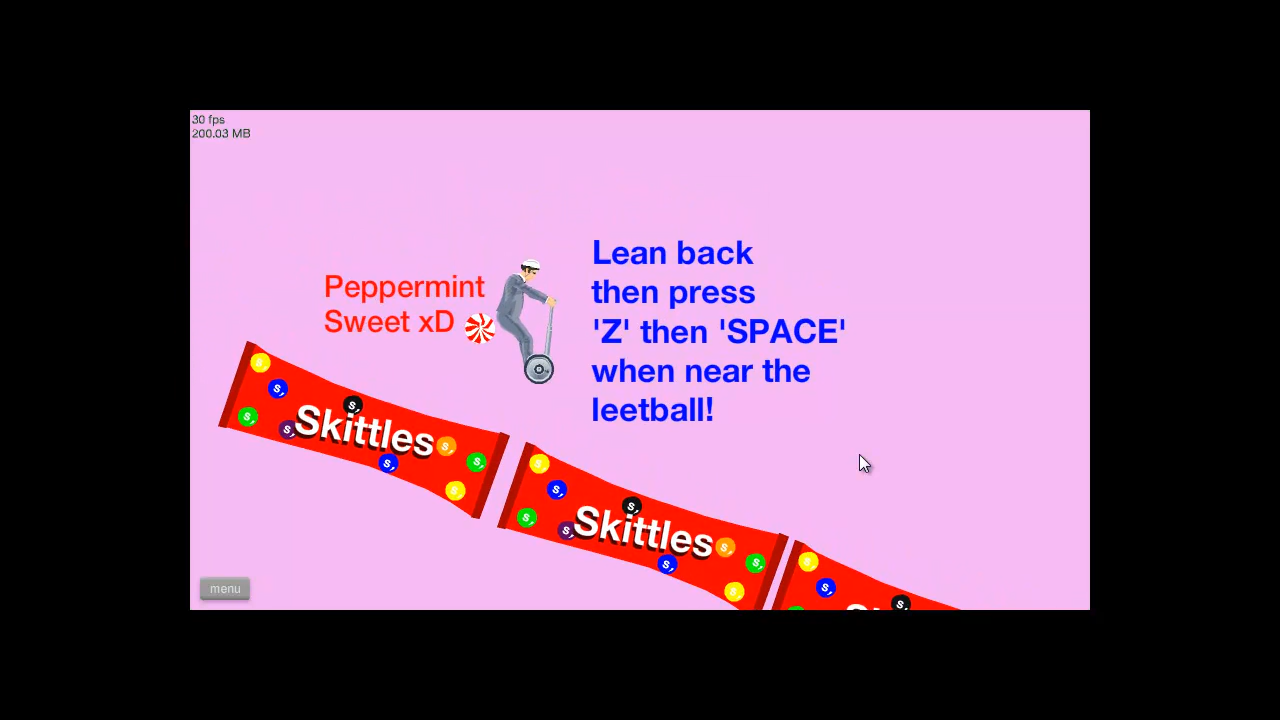 30 fps
200.03 MB
Lean back
then press
'Z' then 'SPACE'
when near the
leetball!
Peppermint
Sweet xD
s, s, s, s, s, Skittles s, s, s, s,
s, s, s, s, s, Skittles s, s, s, s,
s, s, s,
menu